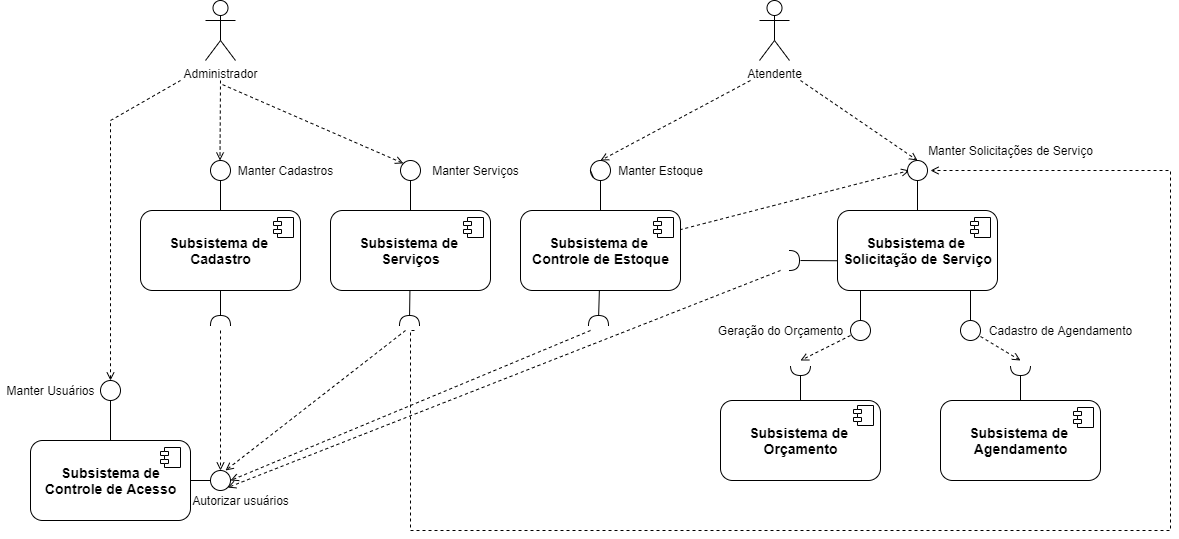 Administrador
Atendente
Manter Cadastros
Manter Serviços
Manter Estoque
Manter Solicitações de Serviço
Subsistema de
Cadastro
Subsistema de
Serviços
Subsistema de
Controle de Estoque
Subsistema de
Solicitação de Serviço
Geração do Orçamento
Cadastro de Agendamento
Manter Usuários
Subsistema de
Orçamento
Subsistema de
Agendamento
Subsistema de
Controle de Acesso
Autorizar usuários